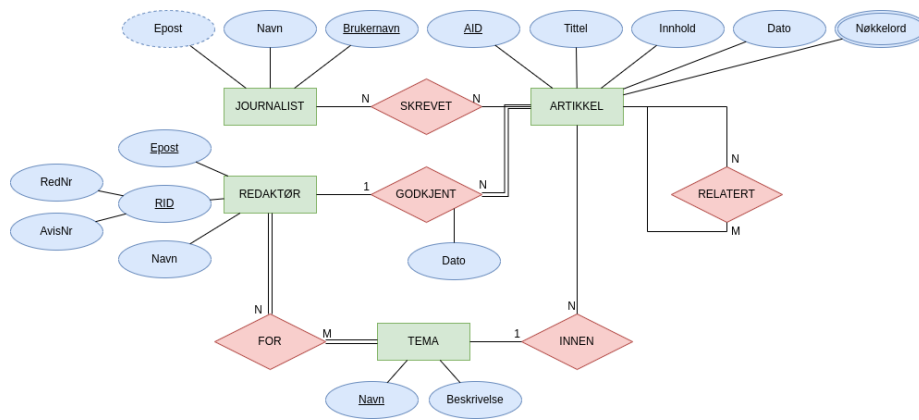 Epost
Navn
Brukernavn
AID
Tittel
Innhold
Dato
Nøkkelord
JOURNALIST
N
SKREVET
N
ARTIKKEL
Epost
RedNr
RID
AvisNr
Navn
REDAKTØR
1
GODKJENT
N
Dato
N
RELATERT
M
N
FOR
M
TEMA
1
INNEN
N
Navn
Beskrivelse